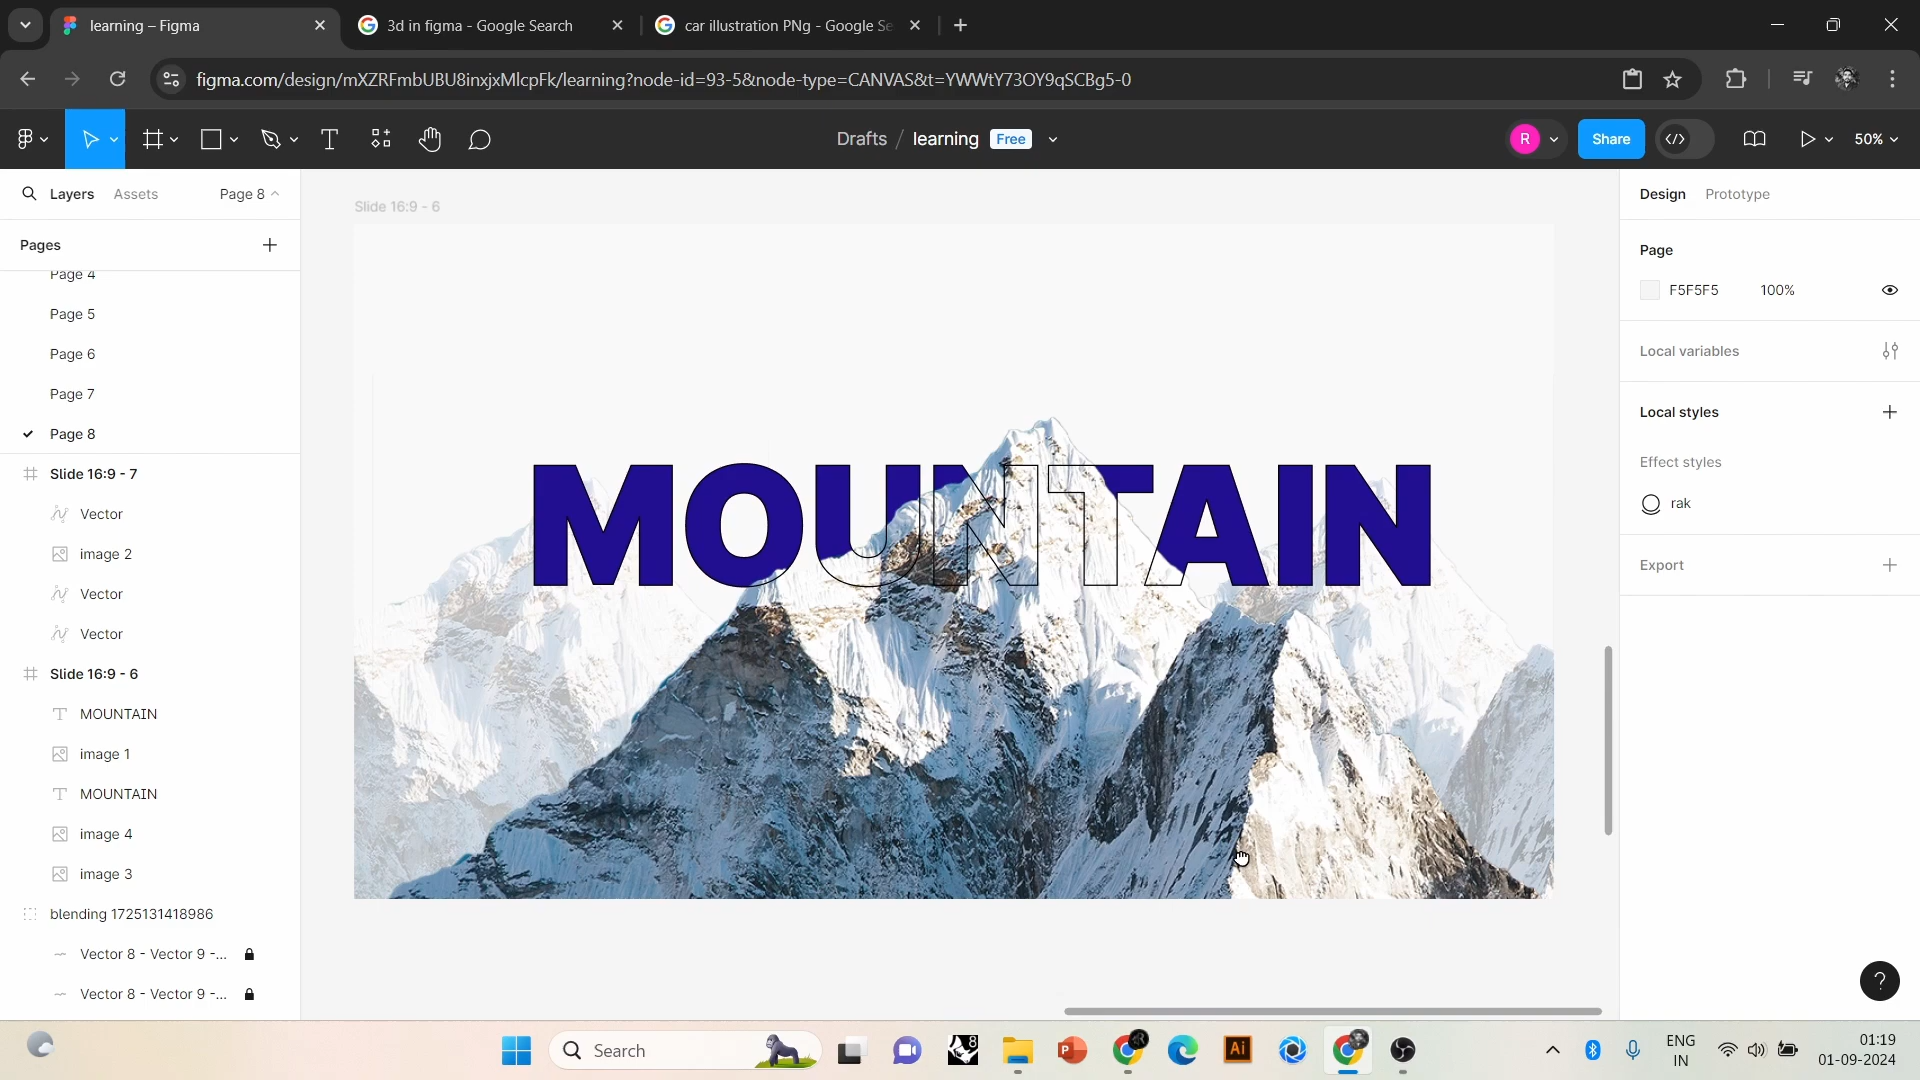 learning – Figma
3d in figma - Google Search
car illustration PNg - Google Se
figma.com/design/mXZRFmbUBU8inxjxMlcpFk/learning?node-id=93-5&node-type=CANVAS&t=YWWtY73OY9qSCBg5-0
Drafts / learning Free
R
Share
50%
Layers
Assets
Page 8
Pages
Page 4
Page 5
Page 6
Page 7
Page 8
Slide 16:9 - 7
Vector
image 2
Vector
Vector
Slide 16:9 - 6
MOUNTAIN
image 1
MOUNTAIN
image 4
image 3
blending 1725131418986
Vector 8 - Vector 9 -...
Vector 8 - Vector 9 -...
Slide 16:9 - 6
MOUNTAIN
Design
Prototype
Page
F5F5F5
100%
Local variables
Local styles
Effect styles
rak
Export
?
Search
8
P
Ai
ENG
IN
01:19
01-09-2024